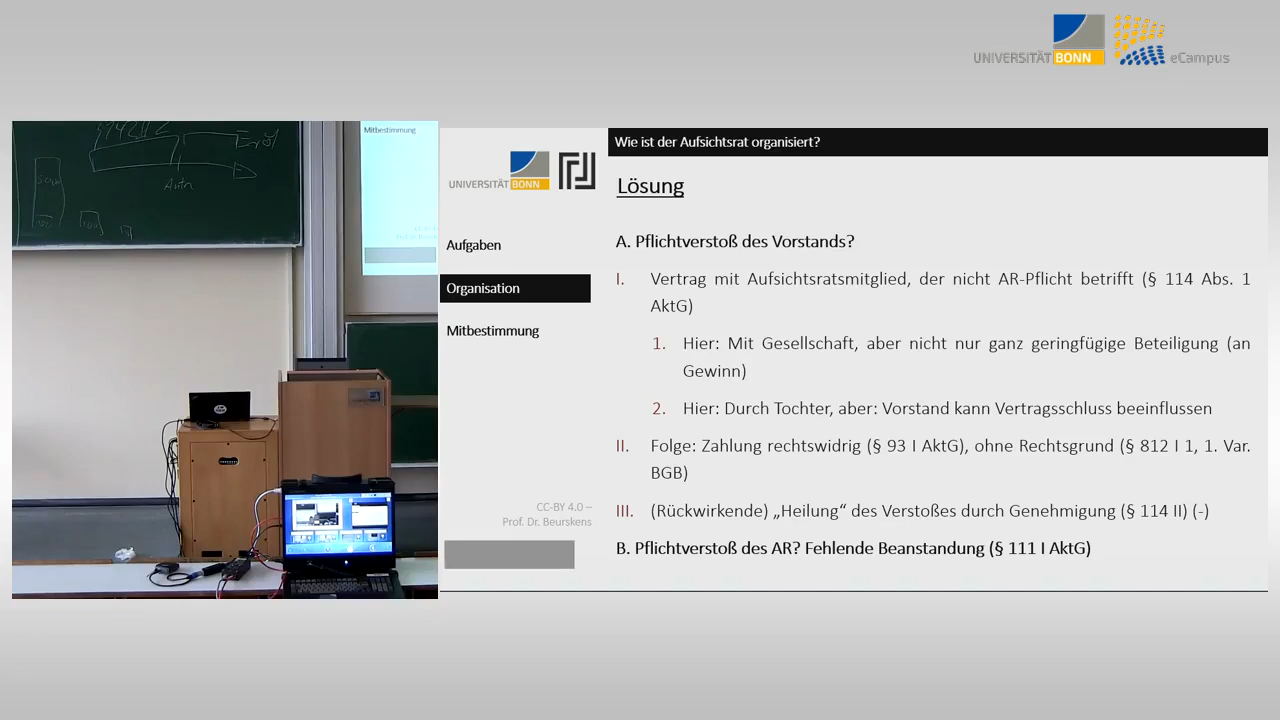 UNIVERSITÄT BONN
eCampus
Mitbestimmung
Wie ist der Aufsichtsrat organisiert?
UNIVERSITÄT BONN
Lösung
Aufgaben
Organisation
Mitbestimmung
A. Pflichtverstoß des Vorstands?
I. Vertrag mit Aufsichtsratsmitglied, der nicht AR-Pflicht betrifft (§ 114 Abs. 1
AktG)
1. Hier: Mit Gesellschaft, aber nicht nur ganz geringfügige Beteiligung (an
Gewinn)
2. Hier: Durch Tochter, aber: Vorstand kann Vertragsschluss beeinflussen
II. Folge: Zahlung rechtswidrig (§ 93 I AktG), ohne Rechtsgrund (§ 812 I 1, 1. Var.
BGB)
III. (Rückwirkende) „Heilung“ des Verstoßes durch Genehmigung (§ 114 II) (-)
B. Pflichtverstoß des AR? Fehlende Beanstandung (§ 111 I AktG)
CC-BY 4.0 –
Prof. Dr. Beurskens